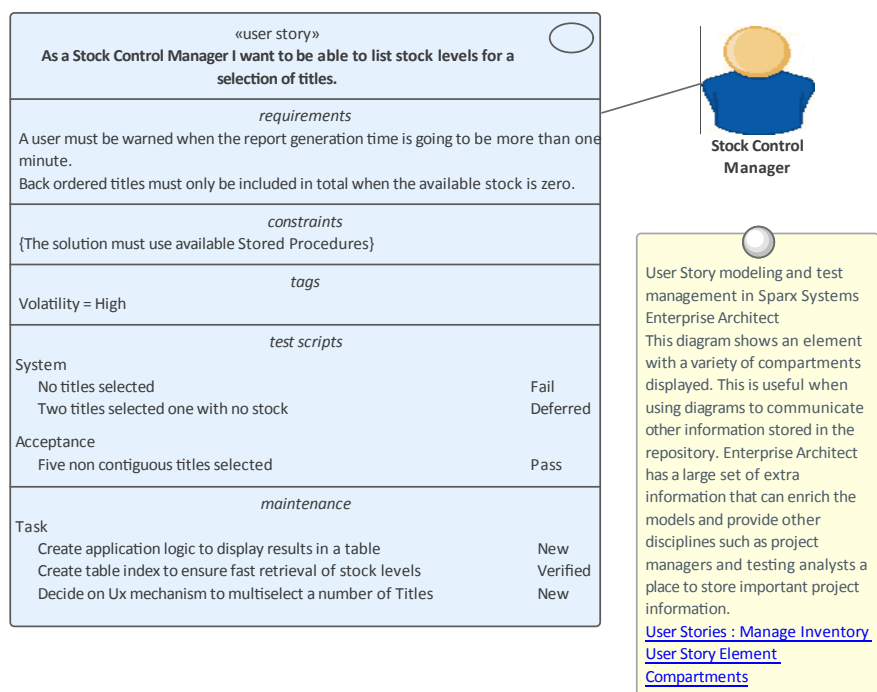 «user story»
As a Stock Control Manager I want to be able to list stock levels for a
selection of titles.
requirements
A user must be warned when the report generation time is going to be more than one
minute.
Back ordered titles must only be included in total when the available stock is zero.
constraints
{The solution must use available Stored Procedures}
tags
Volatility = High
test scripts
System
No titles selected Fail
Two titles selected one with no stock Deferred
Acceptance
Five non contiguous titles selected Pass
maintenance
Task
Create application logic to display results in a table New
Create table index to ensure fast retrieval of stock levels Verified
Decide on Ux mechanism to multiselect a number of Titles New
Stock Control
Manager
User Story modeling and test
management in Sparx Systems
Enterprise Architect
This diagram shows an element
with a variety of compartments
displayed. This is useful when
using diagrams to communicate
other information stored in the
repository. Enterprise Architect
has a large set of extra
information that can enrich the
models and provide other
disciplines such as project
managers and testing analysts a
place to store important project
information.
User Stories : Manage Inventory
User Story Element
Compartments